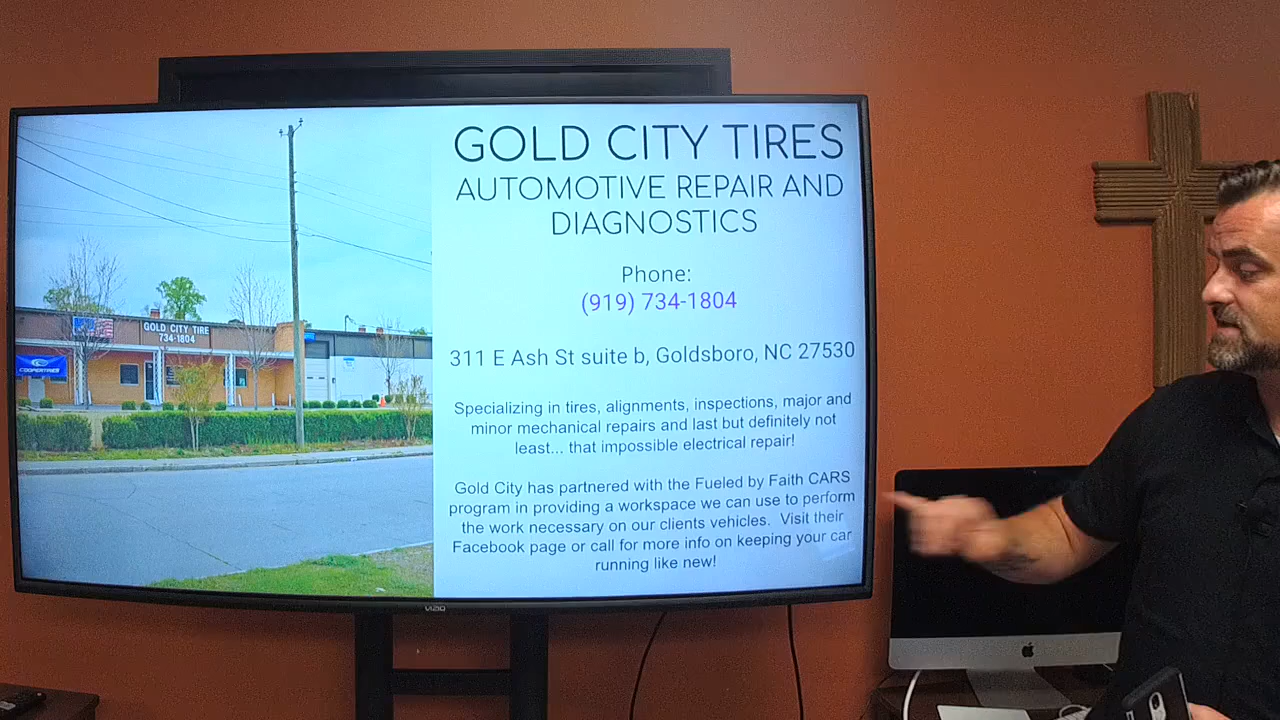 GOLD CITY TIRES
AUTOMOTIVE REPAIR AND
DIAGNOSTICS
Phone:
(919) 734-1804
311 E Ash St suite b, Goldsboro, NC 27530
Specializing in tires, alignments, inspections, major and
minor mechanical repairs and last but definitely not
least... that impossible electrical repair!
Gold City has partnered with the Fueled by Faith CARS
program in providing a workspace we can use to perform
the work necessary on our clients vehicles. Visit their
Facebook page or call for more info on keeping your car
running like new!
GOLD CITY TIRE
734-1804
COOPERTIRES
VIZIO